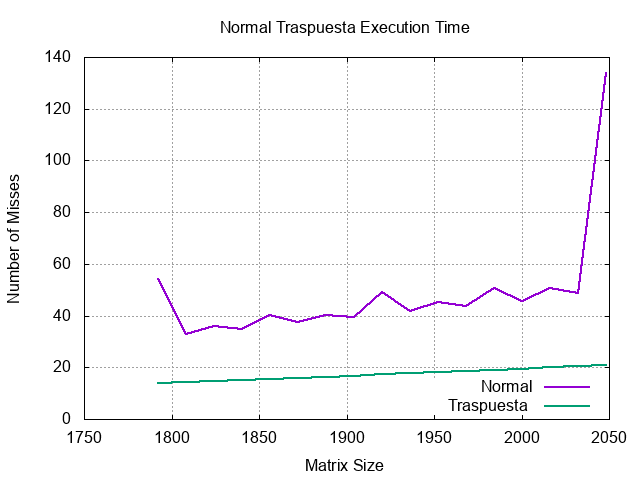 Normal Traspuesta Execution Time
140
120
100
80
60
40
20
0
Number of Misses
Normal
Traspuesta
1750 1800 1850 1900 1950 2000 2050
Matrix Size